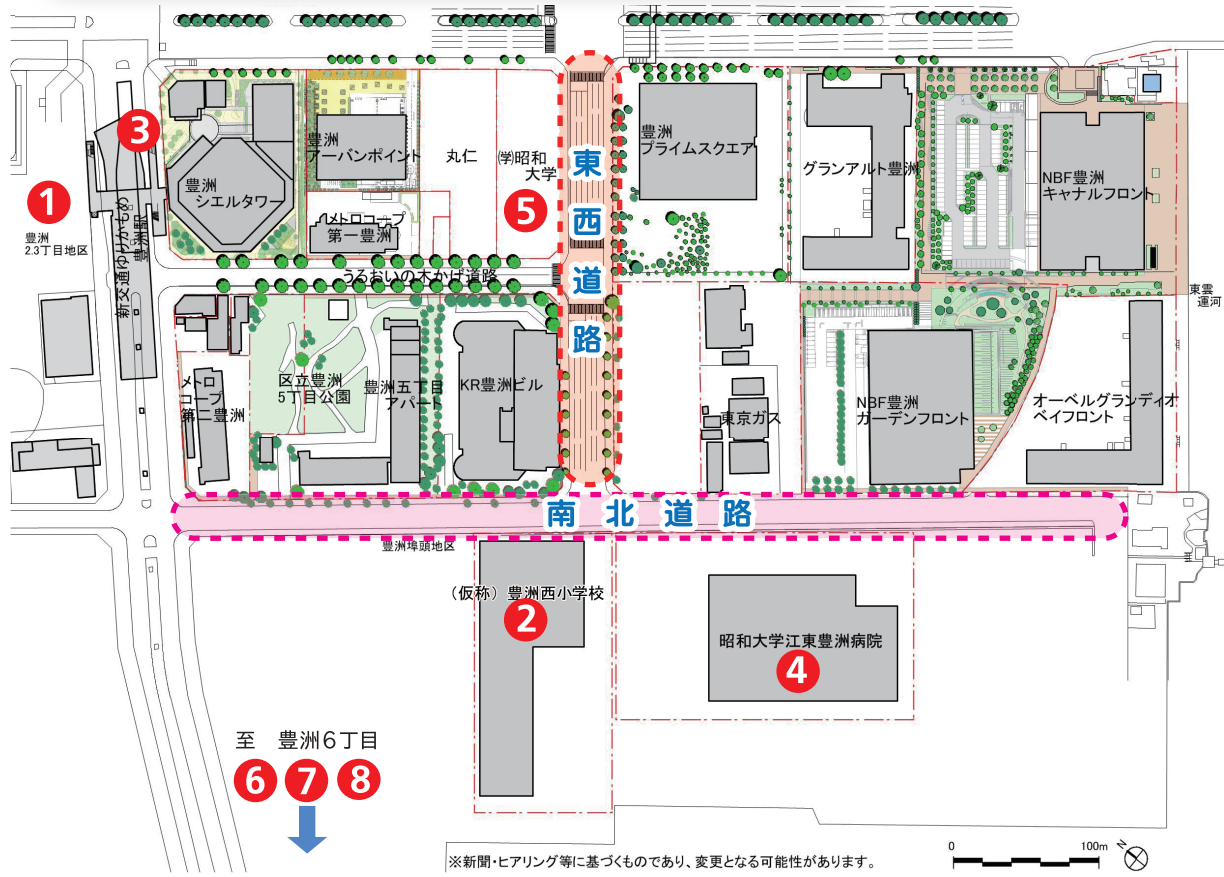 3
1
豊洲
2.3丁目地区
新交通ゆりかもめ
豊洲駅
豊洲
シエルタワー
豊洲
アーバンポイント
メトロコープ
第一豊洲
丸仁
㈻昭和
大学
5
東西道路
豊洲
プライムスクエア
グランアルト豊洲
NBF豊洲
キャナルフロント
東雲
運河
うるおいの木かげ道路
メトロ
コープ
第二豊洲
区立豊洲
5丁目公園
豊洲五丁目
アパート
KR豊洲ビル
東京ガス
NBF豊洲
ガーデンフロント
オーベルグランディオ
ベイフロント
南北道路
豊洲埠頭地区
（仮称）豊洲西小学校
2
昭和大学江東豊洲病院
4
至　豊洲6丁目
6 7 8
※新聞・ヒアリング等に基づくものであり、変更となる可能性があります。
0 100m
N